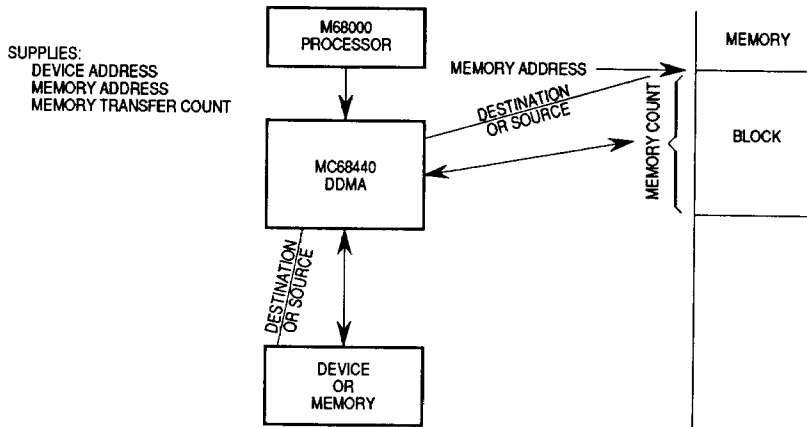 M68000
PROCESSOR
SUPPLIES:
DEVICE ADDRESS
MEMORY ADDRESS
MEMORY TRANSFER COUNT
MEMORY
MEMORY ADDRESS
DESTINATION
OR SOURCE
MC68440
DDMA
MEMORY COUNT
BLOCK
DESTINATION
OR SOURCE
DEVICE
OR
MEMORY